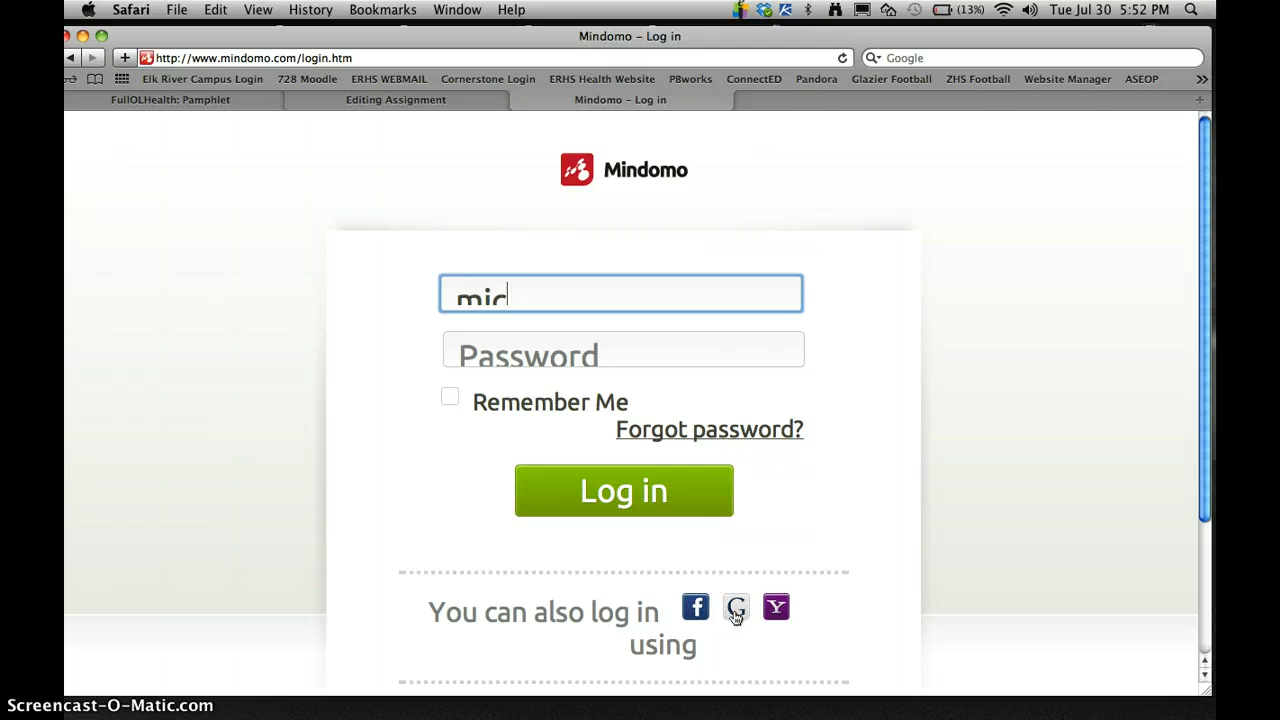 Safari File Edit View History Bookmarks Window Help (13%) Tue Jul 30 5:52 PM
Mindomo – Log in
http://www.mindomo.com/login.htm Google
Elk River Campus Login 728 Moodle ERHS WEBMAIL Cornerstone Login ERHS Health Website PBworks ConnectED Pandora Glazier Football ZHS Football Website Manager ASEOP
FullOLHealth: Pamphlet Editing Assignment Mindomo – Log in
Mindomo
mic
Password
Remember Me
Forgot password?
Log in
You can also log in f G Y
using
Screencast-O-Matic.com